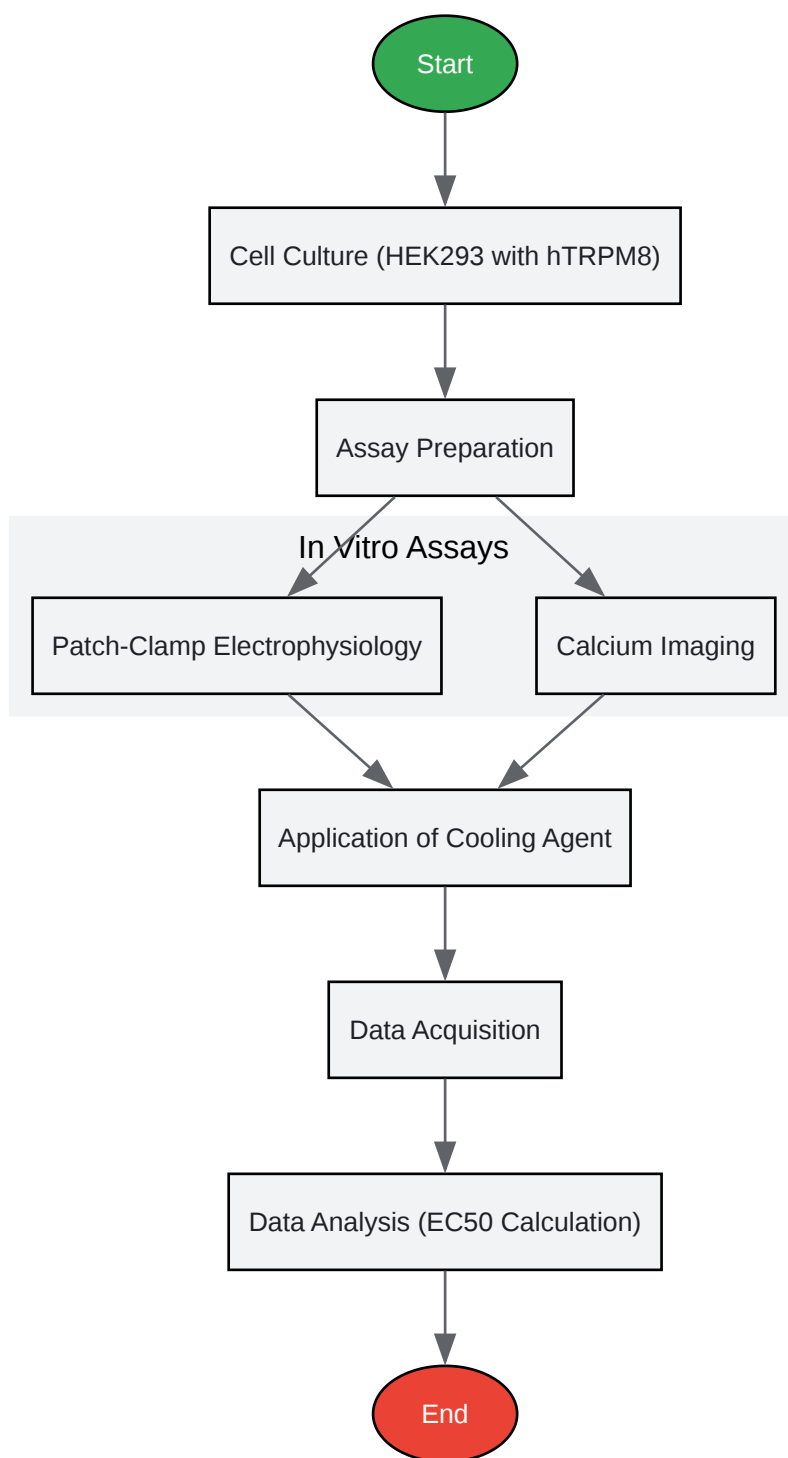 Start
Cell Culture (HEK293 with hTRPM8)
Assay Preparation
In Vitro Assays
Patch-Clamp Electrophysiology
Calcium Imaging
Application of Cooling Agent
Data Acquisition
Data Analysis (EC50 Calculation)
End